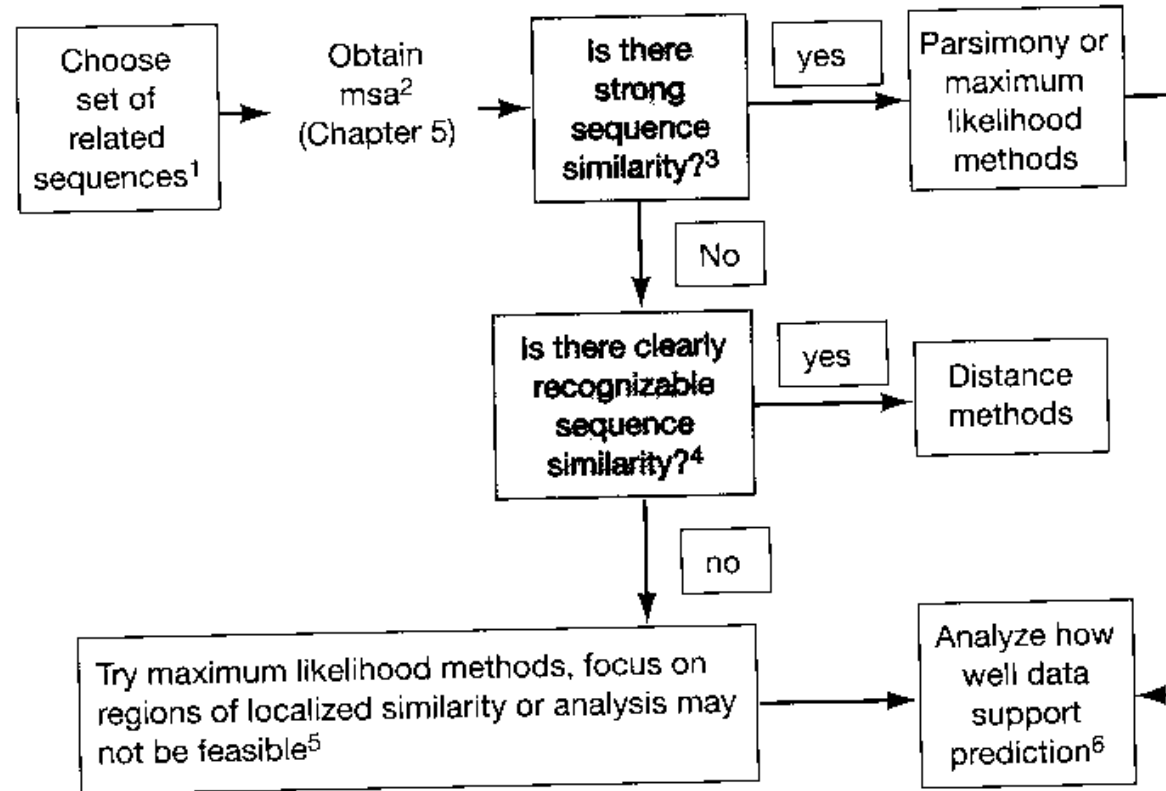 Choose
set of
related
sequences¹
Obtain
msa²
(Chapter 5)
Is there
strong
sequence
similarity?³
yes
Parsimony or
maximum
likelihood
methods
No
Is there clearly
recognizable
sequence
similarity?⁴
yes
Distance
methods
no
Try maximum likelihood methods, focus on
regions of localized similarity or analysis may
not be feasible⁵
Analyze how
well data
support
prediction⁶